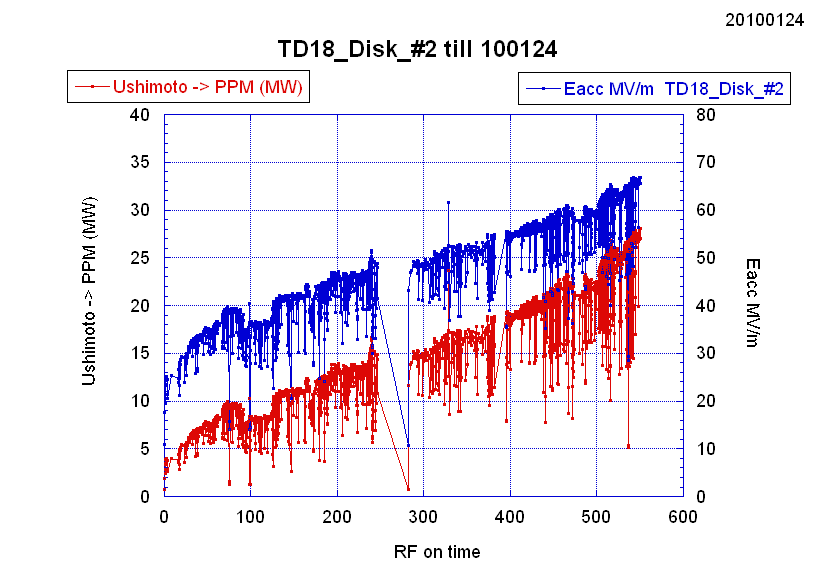 20100124
TD18_Disk_#2 till 100124
Ushimoto -> PPM (MW)
Eacc MV/m  TD18_Disk_#2
40
35
30
25
20
15
10
5
0
80
70
60
50
40
30
20
10
0
Ushimoto -> PPM (MW)
Eacc MV/m
0 100 200 300 400 500 600
RF on time